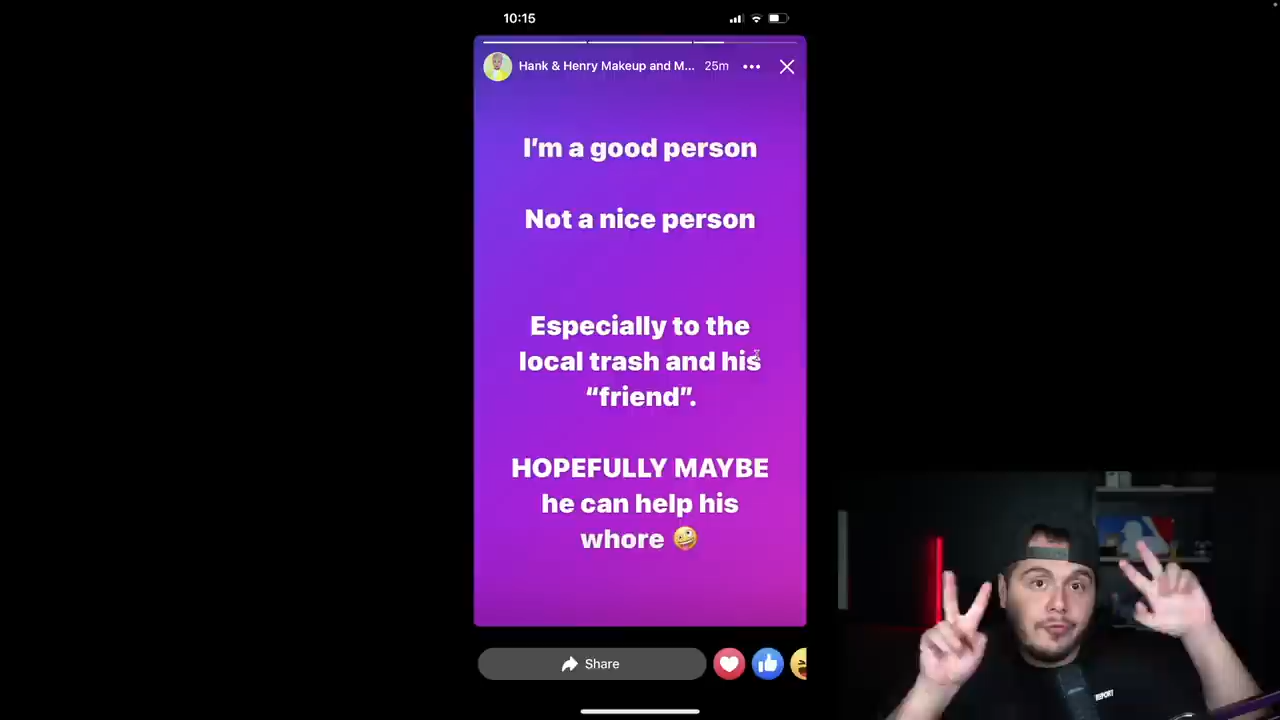 10:15
Hank & Henry Makeup and M... 25m
I'm a good person
Not a nice person
Especially to the
local trash and his
“friend”.
HOPEFULLY MAYBE
he can help his
whore 🤪
Share
REPORT